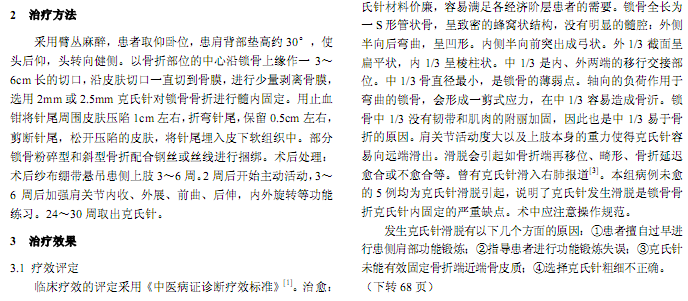 2 治疗方法
采用臂丛麻醉，患者取仰卧位，患肩背部垫高约 30°，使
头后仰，头转向健侧。以骨折部位的中心沿锁骨上缘作一 3～
6cm 长的切口，沿皮肤切口一直切到骨膜，进行少量剥离骨膜，
选用 2mm 或 2.5mm 克氏针对锁骨骨折进行髓内固定。用止血
钳将针尾周围皮肤压陷 1cm 左右，折弯针尾，保留 0.5cm 左右，
剪断针尾，松开压陷的皮肤，将针尾埋入皮下软组织中。部分
锁骨粉碎型和斜型骨折配合钢丝或丝线进行捆绑。术后处理：
术后纱布绷带悬吊患侧上肢 3～6 周。2 周后开始主动活动，3～
6 周后加强肩关节内收、外展、前曲、后伸，内外旋转等功能
练习。24～30 周取出克氏针。
3 治疗效果
3.1 疗效评定
临床疗效的评定采用《中医病证诊断疗效标准》[1]。治愈：
氏针材料价廉，容易满足各经济阶层患者的需要。锁骨全长为
一 S 形管状骨，呈致密的蜂窝状结构，没有明显的髓腔；外侧
半向后弯曲，呈凹形。内侧半向前突出成弓状。外 1/3 截面呈
扁平状，内 1/3 呈棱柱状。中 1/3 是内、外两端的移行交接部
位。中 1/3 骨直径最小，是锁骨的薄弱点。轴向的负荷作用于
弯曲的锁骨，会形成一剪式应力，在中 1/3 容易造成骨沂。锁
骨中 1/3 没有韧带和肌肉的附丽加固，因此也是中 1/3 易于骨
折的原因。肩关节活动度大以及上肢本身的重力使得克氏针容
易向远端滑出。滑脱会引起如骨折端再移位、畸形、骨折延迟
愈合或不愈合等。曾有克氏针滑入右肺报道[3]。本组病例未愈
的 5 例均为克氏针滑脱引起，说明了克氏针发生滑脱是锁骨骨
折克氏针内固定的严重缺点。术中应注意操作规范。
发生克氏针滑脱有以下几个方面的原因：①患者擅自过早进
行患侧肩部功能锻炼；②指导患者进行功能锻炼失误；③克氏针
未能有效固定骨折端近端骨皮质；④选择克氏针粗细不正确。
（下转 68 页）